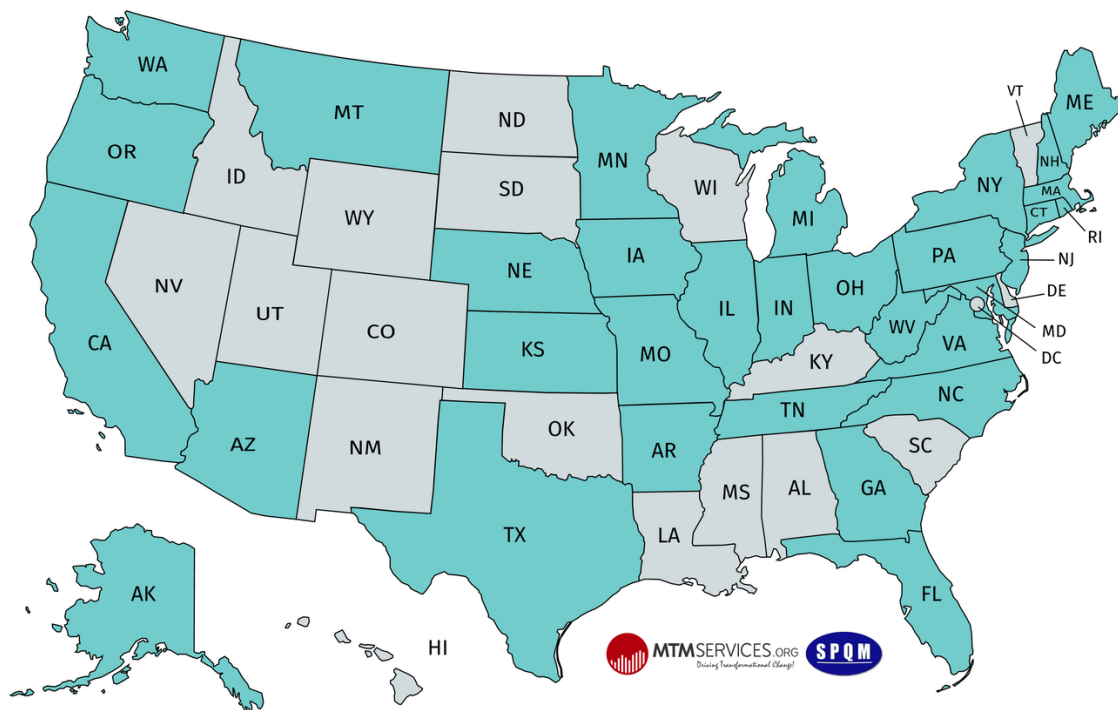 WA
MT
ND
MN
VT
ME
OR
ID
SD
WI
NH
NY
MA
WY
MI
CT
RI
IA
PA
NJ
NE
NV
OH
DE
UT
IL
IN
CO
WV
MD
CA
KS
MO
VA
DC
KY
NC
TN
AZ
OK
NM
AR
SC
MS
AL
GA
TX
LA
AK
FL
HI
MTMSERVICES.ORG
Driving Transformational Change!
SPQM